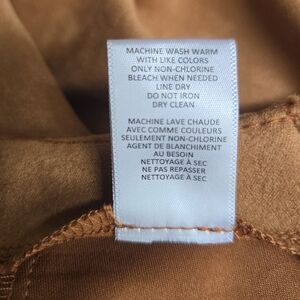 MACHINE WASH WARM
WITH LIKE COLORS
ONLY NON-CHLORINE
BLEACH WHEN NEEDED
LINE DRY
DO NOT IRON
DRY CLEAN
MACHINE LAVE CHAUDE
AVEC COMME COULEURS
SEULEMENT NON-CHLORINE
AGENT DE BLANCHIMENT
AU BESOIN
NETTOYAGE À SEC
NE PAS REPASSER
NETTOYAGE À SEC